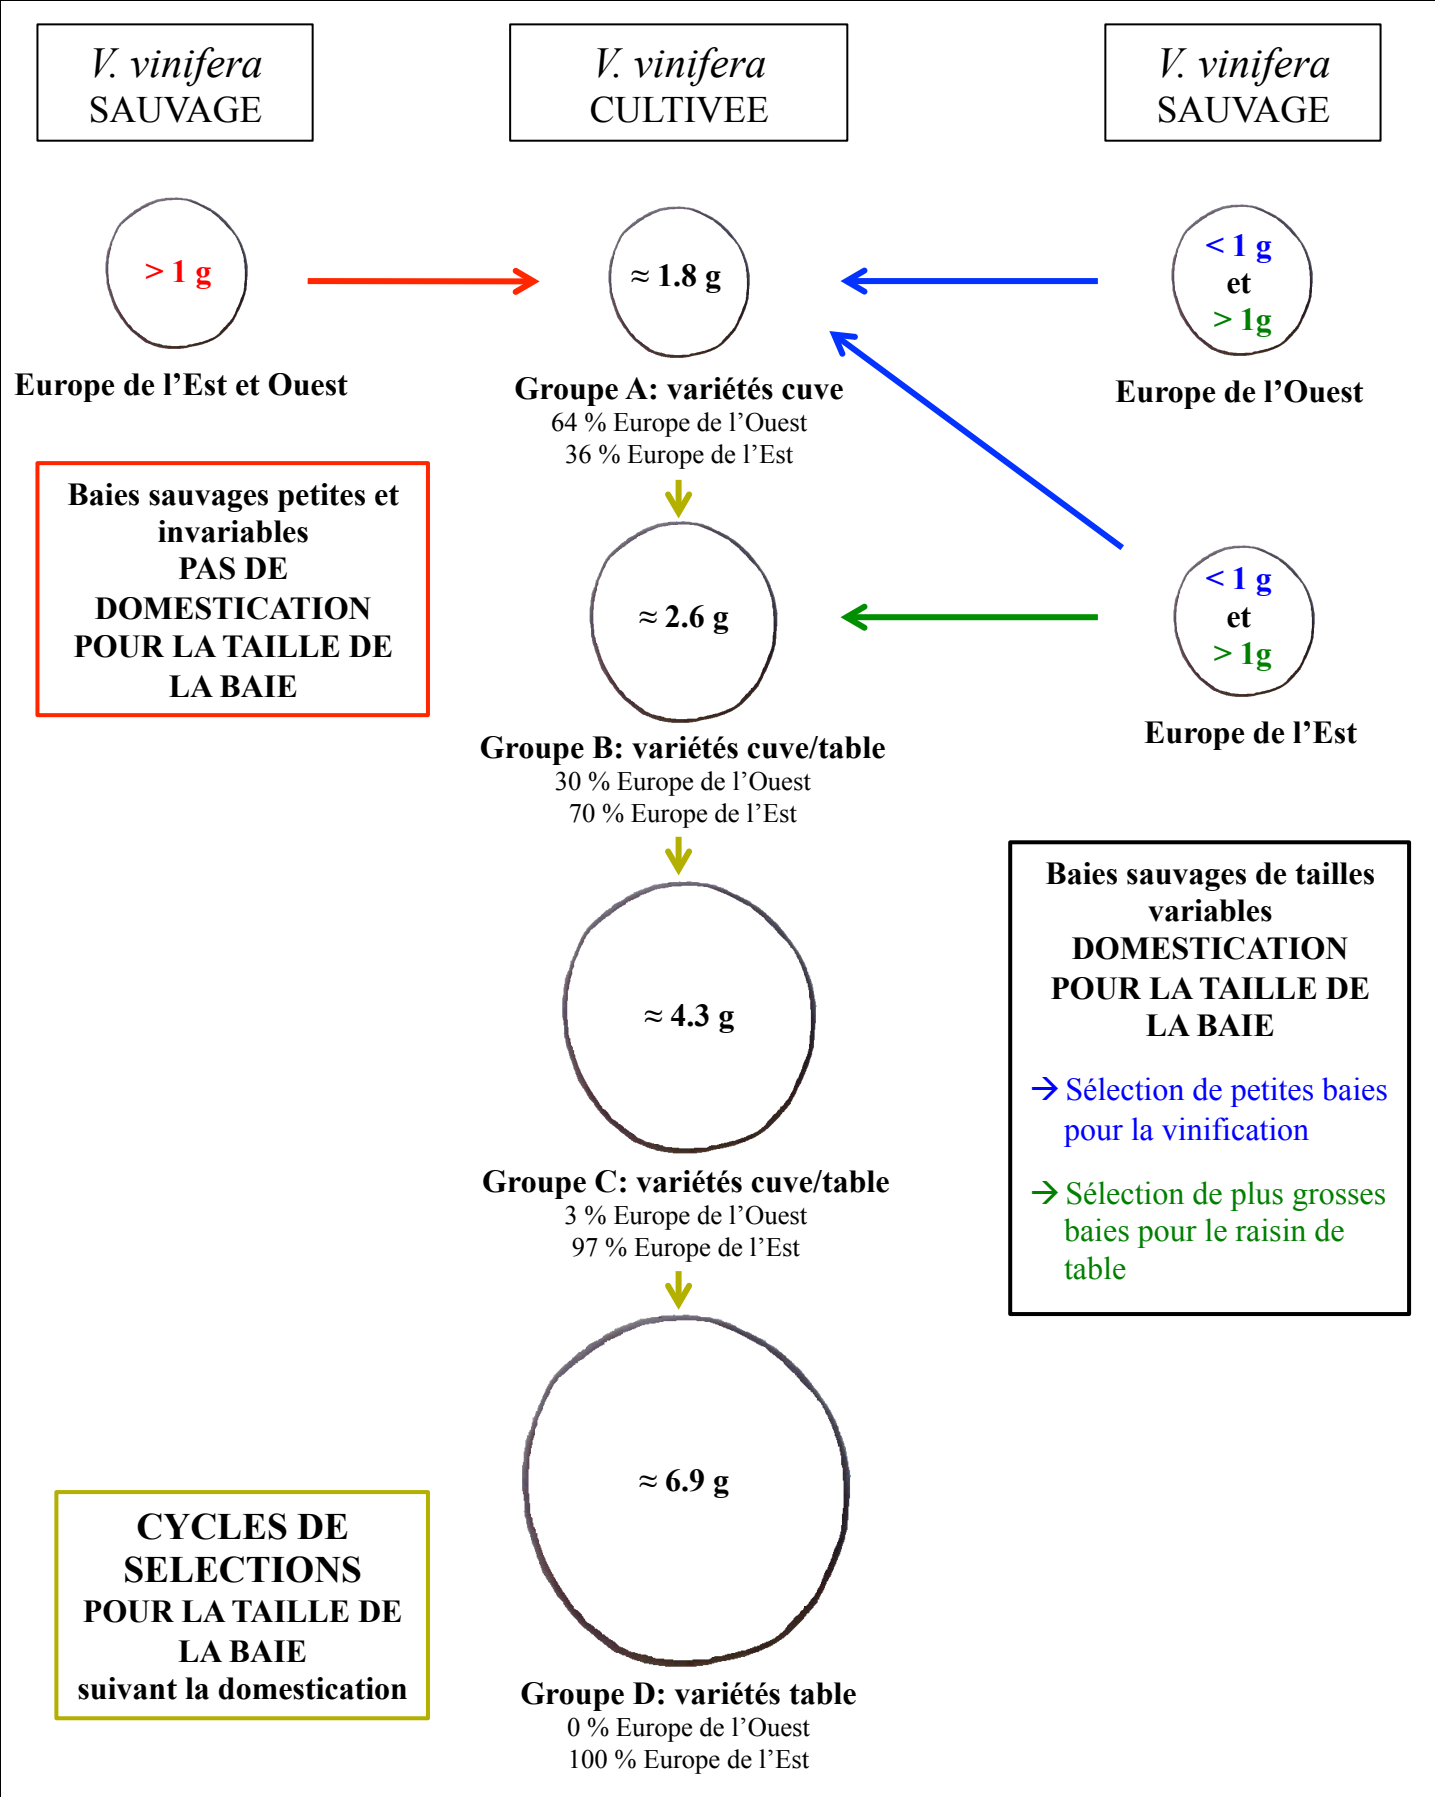 V. vinifera
SAUVAGE
V. vinifera
CULTIVEE
V. vinifera
SAUVAGE
> 1 g
Europe de l’Est et Ouest
≈ 1.8 g
Groupe A: variétés cuve
64 % Europe de l’Ouest
36 % Europe de l’Est
< 1 g
et
> 1g
Europe de l’Ouest
Baies sauvages petites et
invariables
PAS DE
DOMESTICATION
POUR LA TAILLE DE
LA BAIE
≈ 2.6 g
Groupe B: variétés cuve/table
30 % Europe de l’Ouest
70 % Europe de l’Est
< 1 g
et
> 1g
Europe de l’Est
≈ 4.3 g
Groupe C: variétés cuve/table
3 % Europe de l’Ouest
97 % Europe de l’Est
Baies sauvages de tailles
variables
DOMESTICATION
POUR LA TAILLE DE
LA BAIE
→ Sélection de petites baies
pour la vinification
→ Sélection de plus grosses
baies pour le raisin de
table
≈ 6.9 g
Groupe D: variétés table
0 % Europe de l’Ouest
100 % Europe de l’Est
CYCLES DE
SELECTIONS
POUR LA TAILLE DE
LA BAIE
suivant la domestication